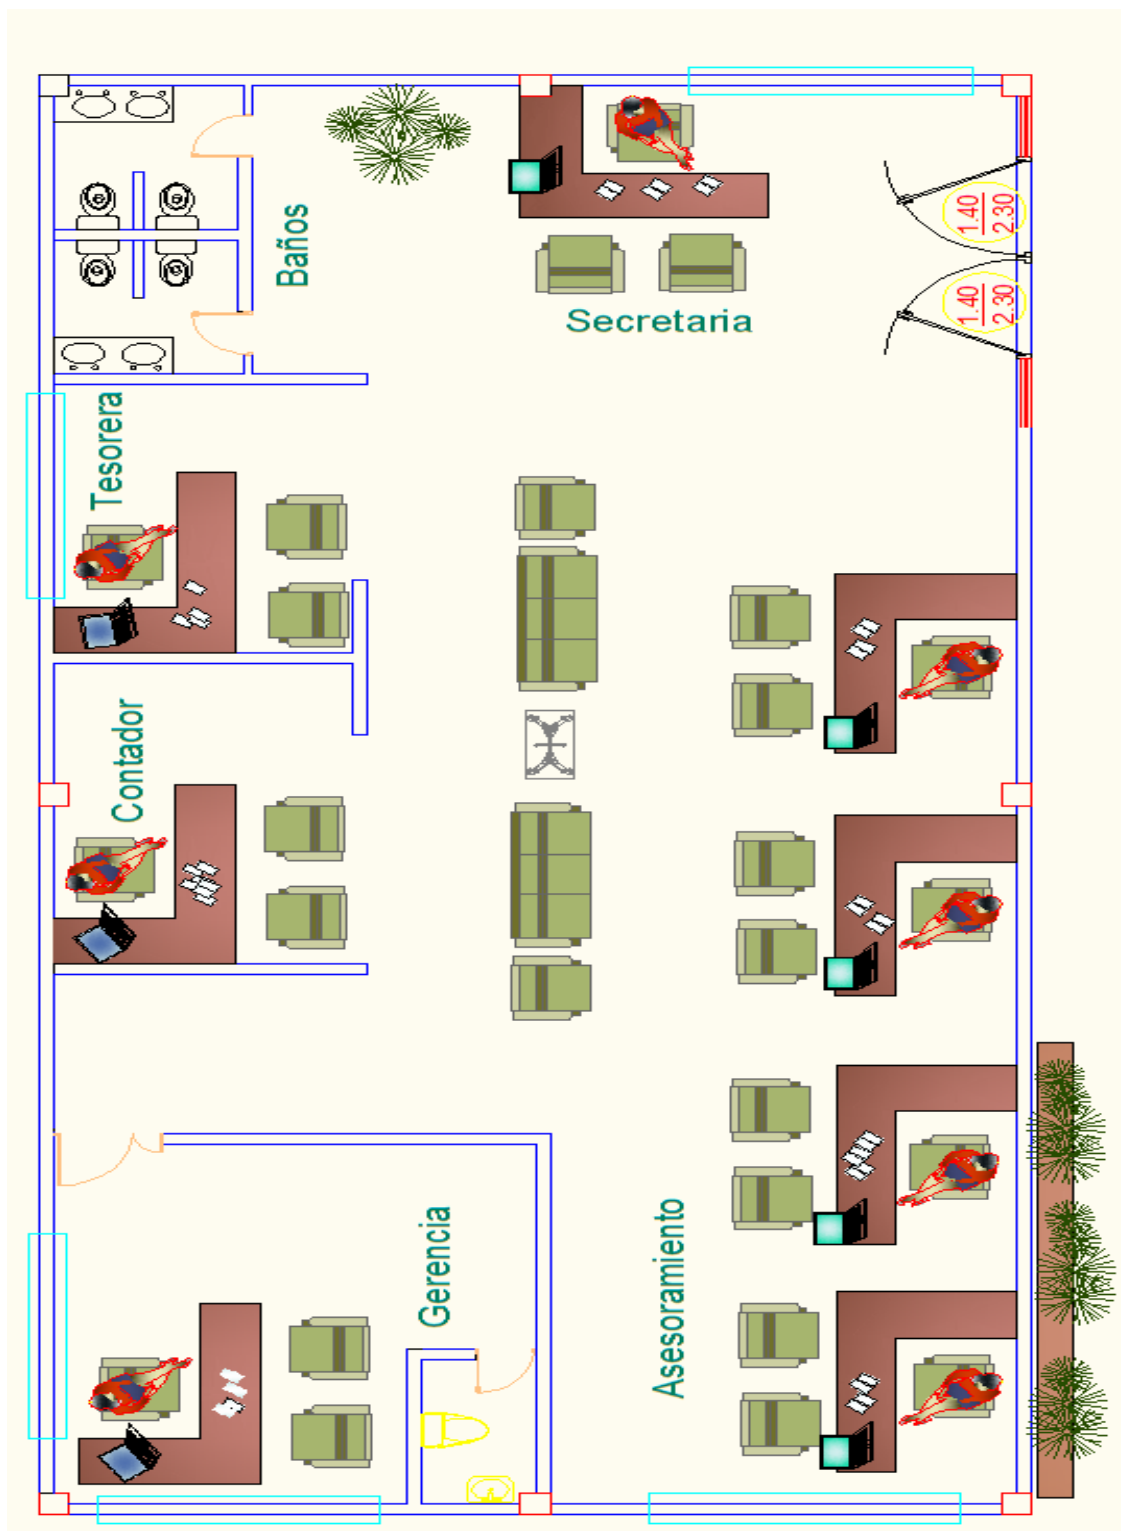 Baños
1.40
2.30
Secretaria
1.40
2.30
Tesorera
Contador
Gerencia
Asesoramiento